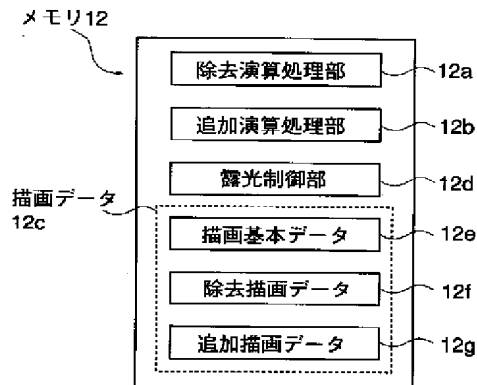 メモリ12
除去演算処理部 12a
追加演算処理部 12b
露光制御部 12d
描画データ
12c
描画基本データ 12e
除去描画データ 12f
追加描画データ 12g